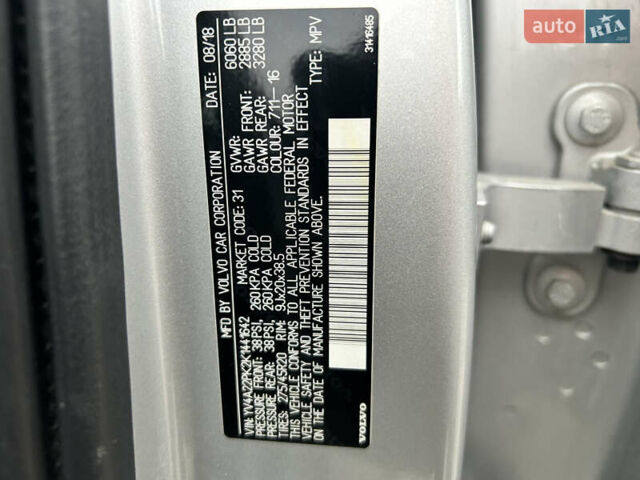 MFD BY VOLVO CAR CORPORATION DATE: 08/18
VIN: YV4A22PK2K1441642 GVWR: 6060 LB
PRESSURE FRONT: 38PSI, 260KPA COLD GAWR FRONT: 2885 LB
PRESSURE REAR: 38PSI, 260KPA COLD GAWR REAR: 3280 LB
MARKET CODE: 31 COLOUR: 711- 16
TIRES: 275/45R20 RIM: 9Jx20x38.5
THIS VEHICLE CONFORMS TO ALL APPLICABLE FEDERAL MOTOR
VEHICLE SAFETY AND THEFT PREVENTION STANDARDS IN EFFECT
ON THE DATE OF MANUFACTURE SHOWN ABOVE.
TYPE: MPV
VOLVO
31416485
AUTO RIA